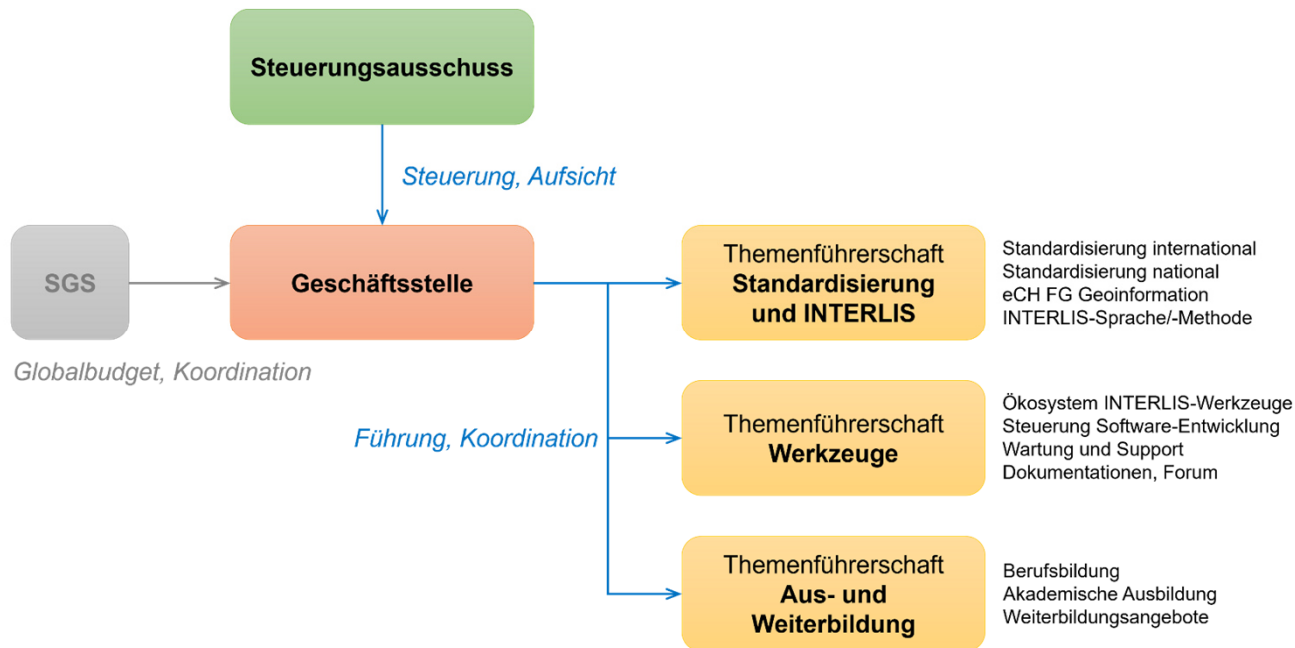 Steuerungsausschuss
Steuerung, Aufsicht
SGS
Globalbudget, Koordination
Geschäftsstelle
Führung, Koordination
Themenführerschaft
Standardisierung
und INTERLIS
Standardisierung international
Standardisierung national
eCH FG Geoinformation
INTERLIS-Sprache/-Methode
Themenführerschaft
Werkzeuge
Ökosystem INTERLIS-Werkzeuge
Steuerung Software-Entwicklung
Wartung und Support
Dokumentationen, Forum
Themenführerschaft
Aus- und
Weiterbildung
Berufsbildung
Akademische Ausbildung
Weiterbildungsangebote